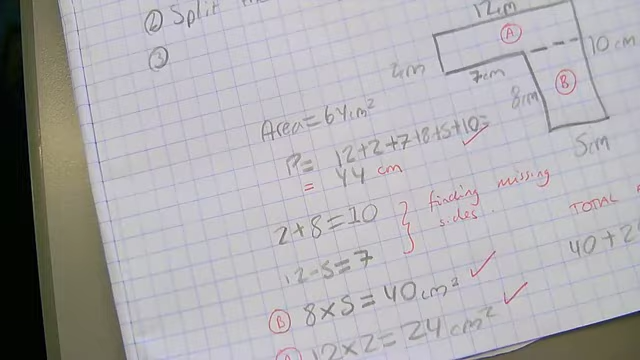 ② Split
③
12cm
A
10cm
2cm
7cm
8cm
B
5cm
Area = 64cm²
P = 12+2+7+8+5+10=
= 44 cm
2+8=10
finding missing
sides.
12-5=7
TOTAL
40+2
B 8×5=40cm² ✓
12×2=24cm² ✓